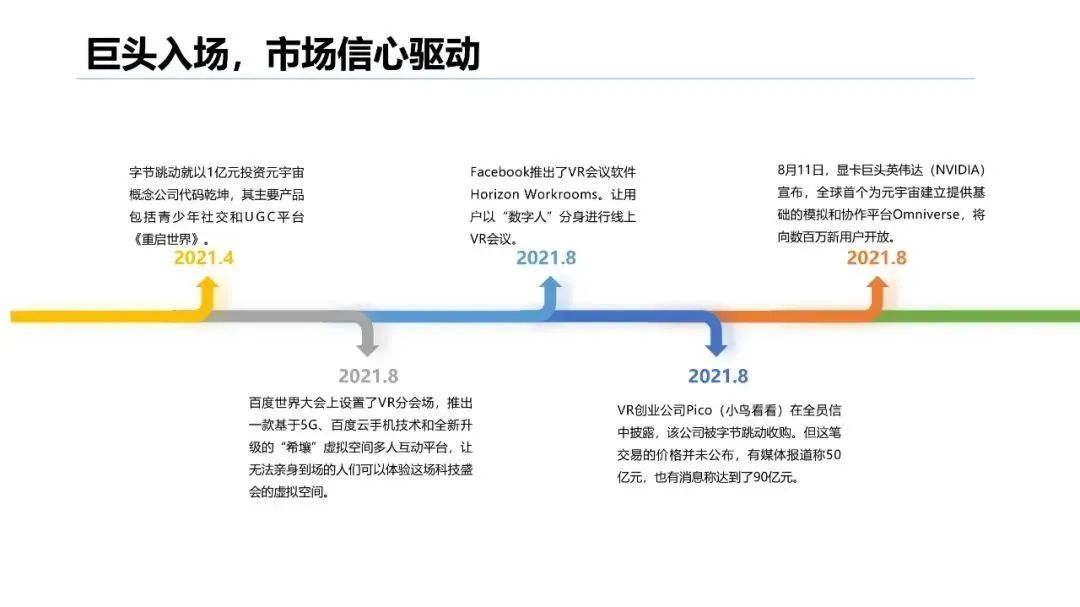 巨头入场，市场信心驱动
字节跳动就以1亿元投资元宇宙
概念公司代码乾坤，其主要产品
包括青少年社交和UGC平台
《重启世界》。
2021.4
百度世界大会上设置了VR分会场，推出
一款基于5G、百度云手机技术和全新升
级的“希壤”虚拟空间多人互动平台，让
无法亲身到场的人们可以体验这场科技盛
会的虚拟空间。
2021.8
Facebook推出了VR会议软件
Horizon Workrooms。让用
户以“数字人”分身进行线上
VR会议。
2021.8
VR创业公司Pico（小鸟看看）在全员信
中披露，该公司被字节跳动收购。但这笔
交易的价格并未公布，有媒体报道称50
亿元，也有消息称达到了90亿元。
2021.8
8月11日，显卡巨头英伟达（NVIDIA）
宣布，全球首个为元宇宙建立提供基
础的模拟和协作平台Omniverse，将
向数百万新用户开放。
2021.8